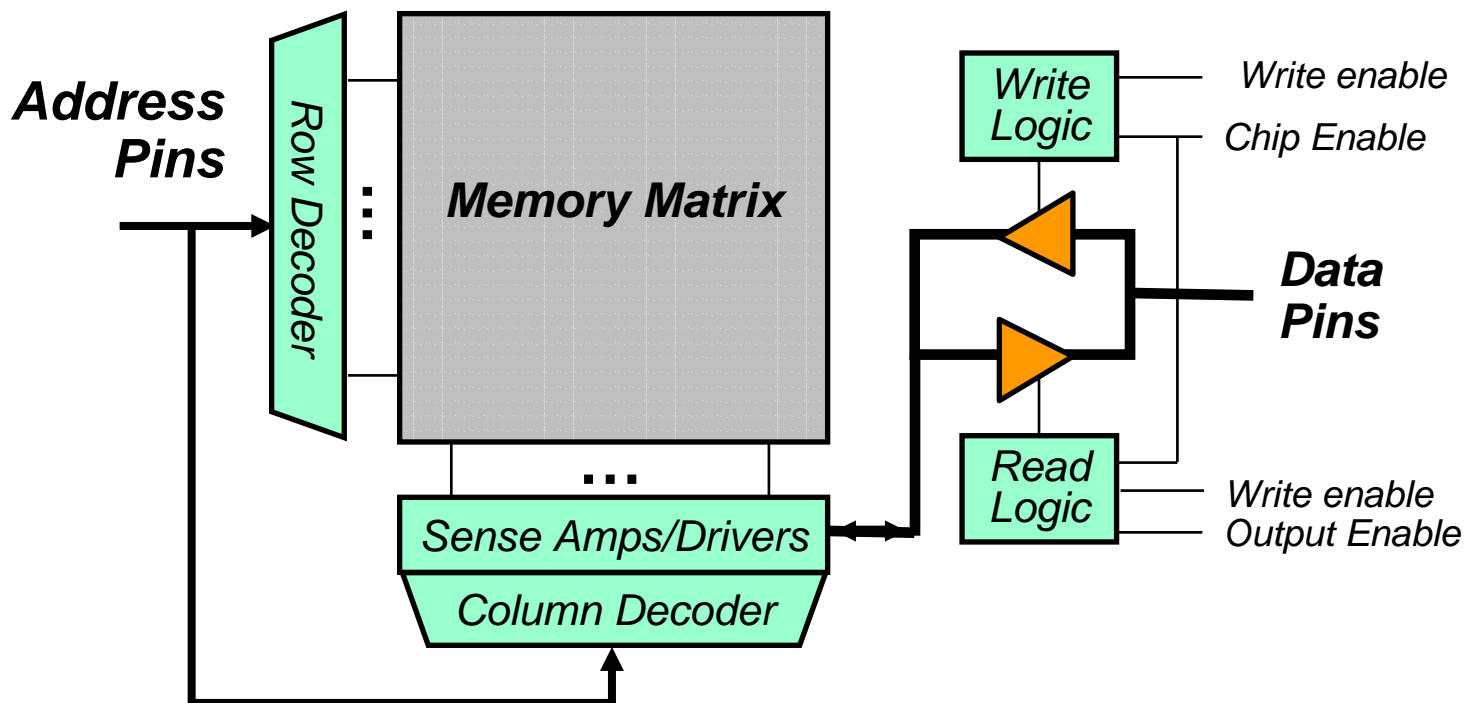 Address
Pins
Row Decoder
...
Memory Matrix
...
Sense Amps/Drivers
Column Decoder
Write
Logic
Write enable
Chip Enable
Data
Pins
Read
Logic
Write enable
Output Enable